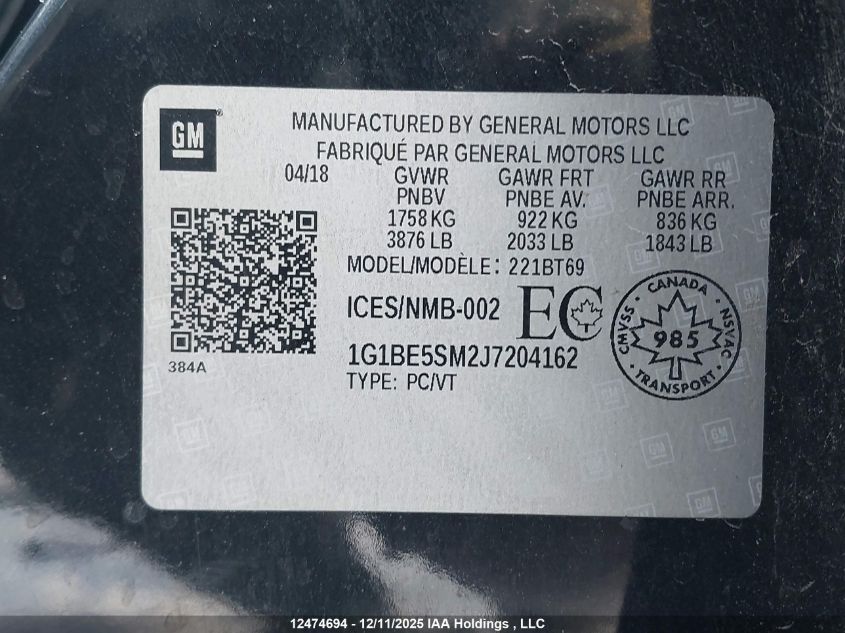 GM
MANUFACTURED BY GENERAL MOTORS LLC
FABRIQUÉ PAR GENERAL MOTORS LLC
04/18 GVWR GAWR FRT GAWR RR
PNBV PNBE AV. PNBE ARR.
1758 KG 922 KG 836 KG
3876 LB 2033 LB 1843 LB
MODEL/MODÈLE: 221BT69
ICES/NMB-002 EC
CANADA
CMVSS 985 NSVAC
TRANSPORT
1G1BE5SM2J7204162
384A
TYPE: PC/VT
12474694 - 12/11/2025 IAA Holdings , LLC